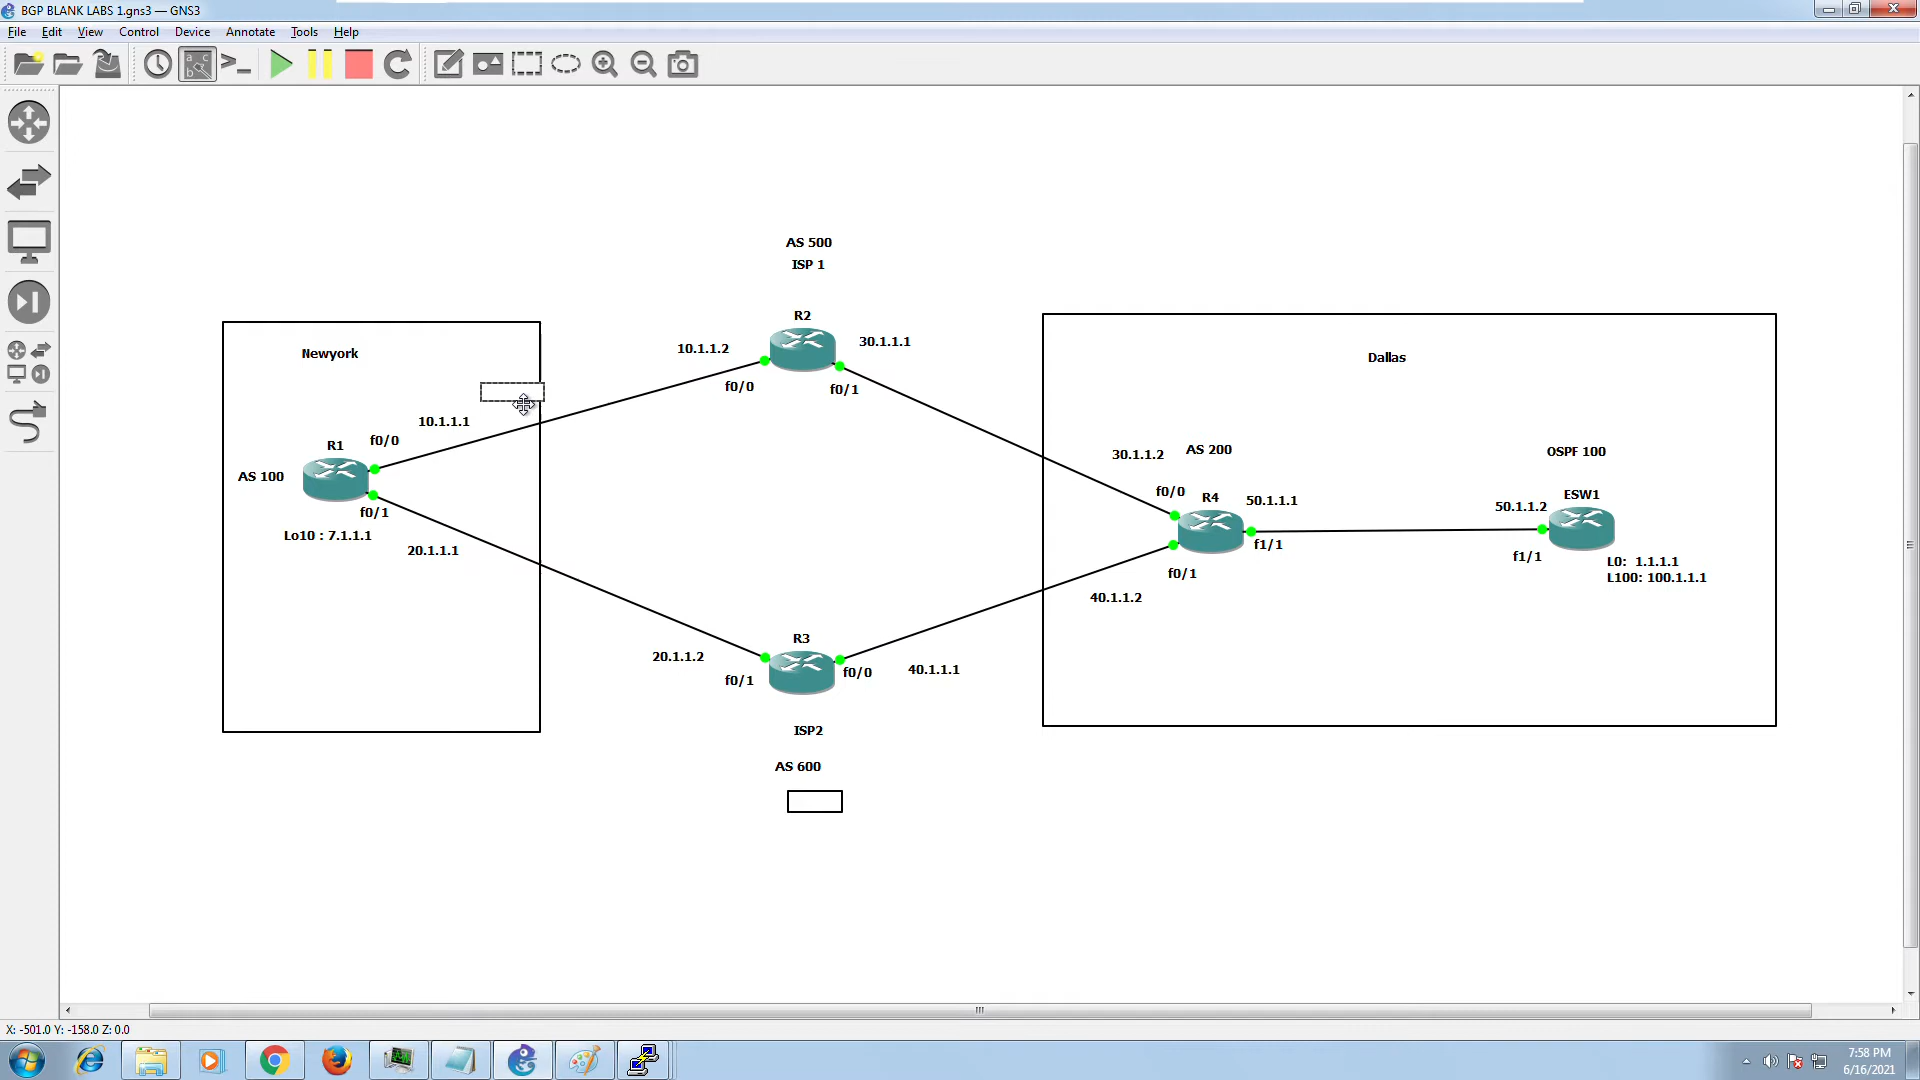 BGP BLANK LABS 1.gns3 — GNS3
File Edit View Control Device Annotate Tools Help
AS 500
ISP 1
R2
10.1.1.2
30.1.1.1
f0/0
f0/1
Newyork
10.1.1.1
R1
f0/0
AS 100
f0/1
Lo10 : 7.1.1.1
20.1.1.1
Dallas
30.1.1.2
AS 200
f0/0
R4
50.1.1.1
f1/1
f0/1
40.1.1.2
OSPF 100
50.1.1.2
ESW1
f1/1
L0: 1.1.1.1
L100: 100.1.1.1
R3
20.1.1.2
f0/1
f0/0
40.1.1.1
ISP2
AS 600
X: -501.0 Y: -158.0 Z: 0.0
7:58 PM
6/16/2021